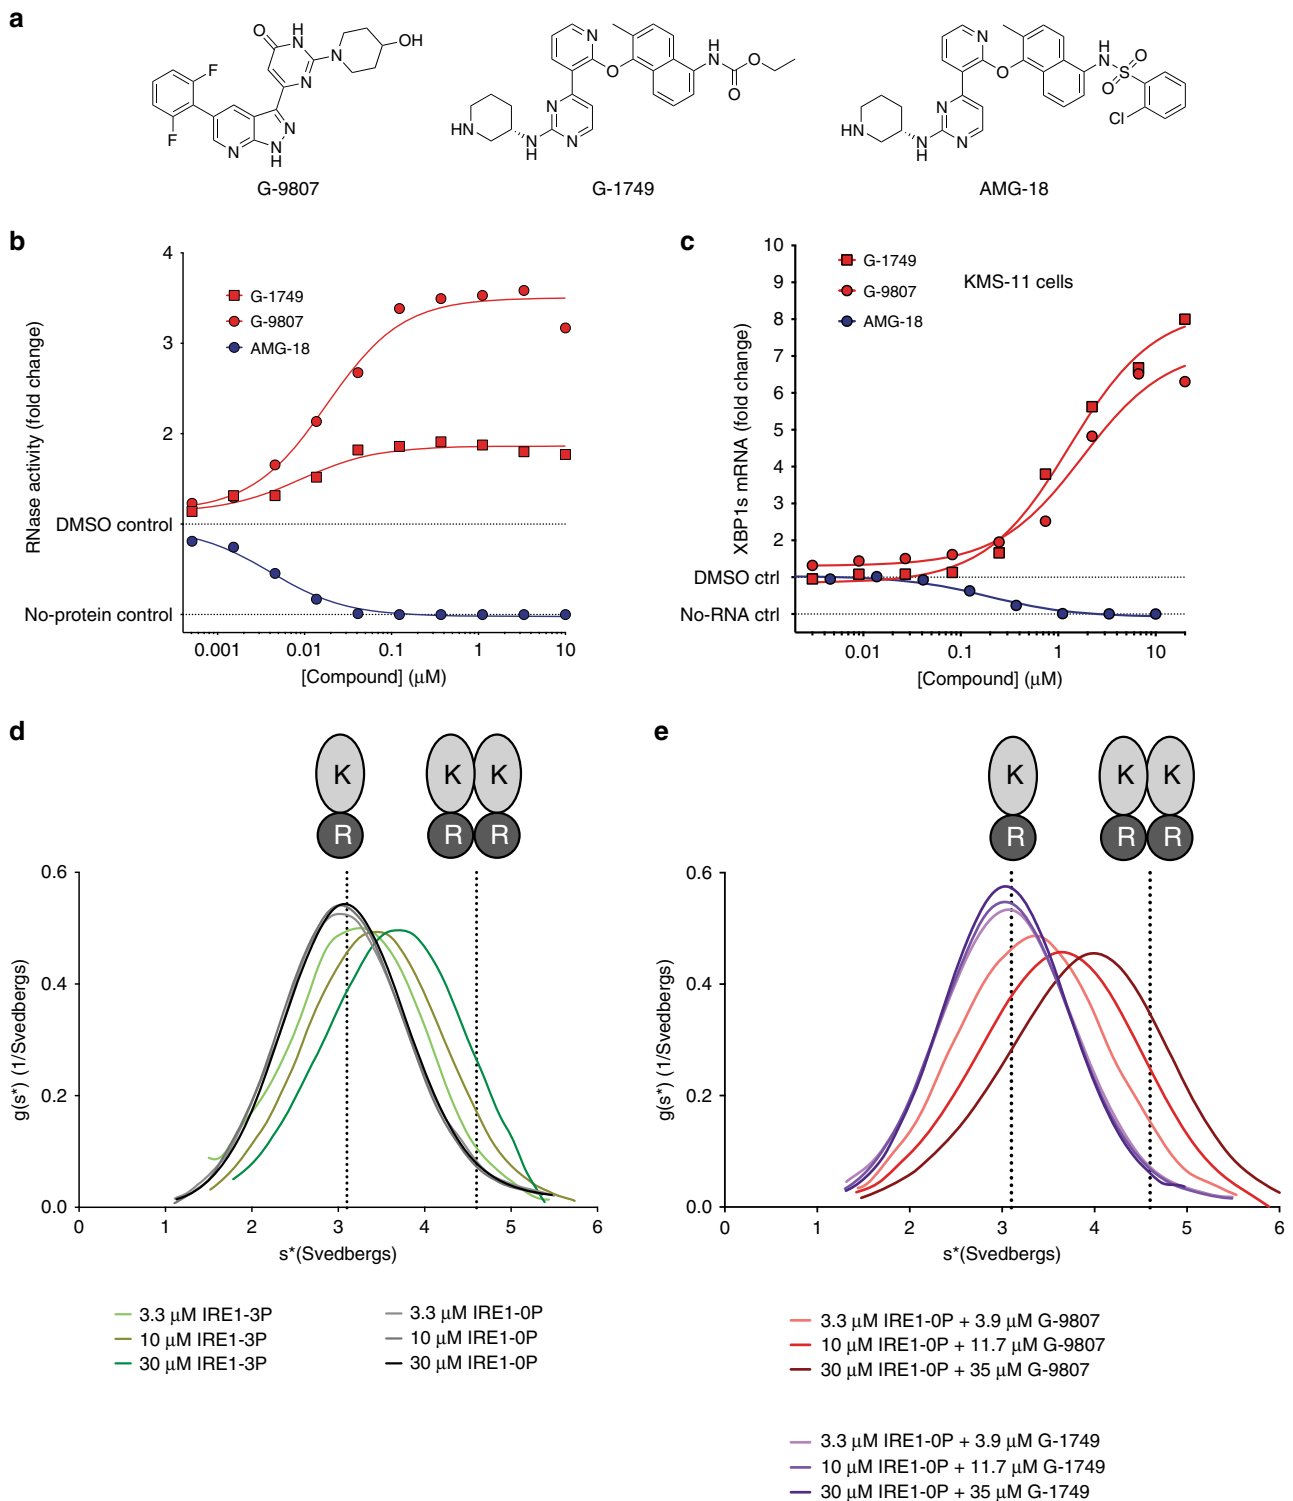 a
O
H
N
N
N
N
OH
F
F
N
N
N
H
G-9807
N
O
H
N
O
O
N
N
N
H
HN
G-1749
N
O
H
N
S
O
O
Cl
N
N
N
H
HN
AMG-18
b
4
3
2
DMSO control
No-protein control
RNase activity (fold change)
G-1749
G-9807
AMG-18
0.001
0.01
0.1
1
10
[Compound] (μM)
c
10
9
8
7
6
5
4
3
2
DMSO ctrl
No-RNA ctrl
XBP1s mRNA (fold change)
G-1749
G-9807
AMG-18
KMS-11 cells
0.01
0.1
1
10
[Compound] (μM)
d
K
R
K K
R R
0.6
0.4
0.2
0.0
g(s*) (1/Svedbergs)
0 1 2 3 4 5 6
s*(Svedbergs)
3.3 μM IRE1-3P
10 μM IRE1-3P
30 μM IRE1-3P
3.3 μM IRE1-0P
10 μM IRE1-0P
30 μM IRE1-0P
e
K
R
K K
R R
0.6
0.4
0.2
0.0
g(s*) (1/Svedbergs)
0 1 2 3 4 5 6
s*(Svedbergs)
3.3 μM IRE1-0P + 3.9 μM G-9807
10 μM IRE1-0P + 11.7 μM G-9807
30 μM IRE1-0P + 35 μM G-9807
3.3 μM IRE1-0P + 3.9 μM G-1749
10 μM IRE1-0P + 11.7 μM G-1749
30 μM IRE1-0P + 35 μM G-1749